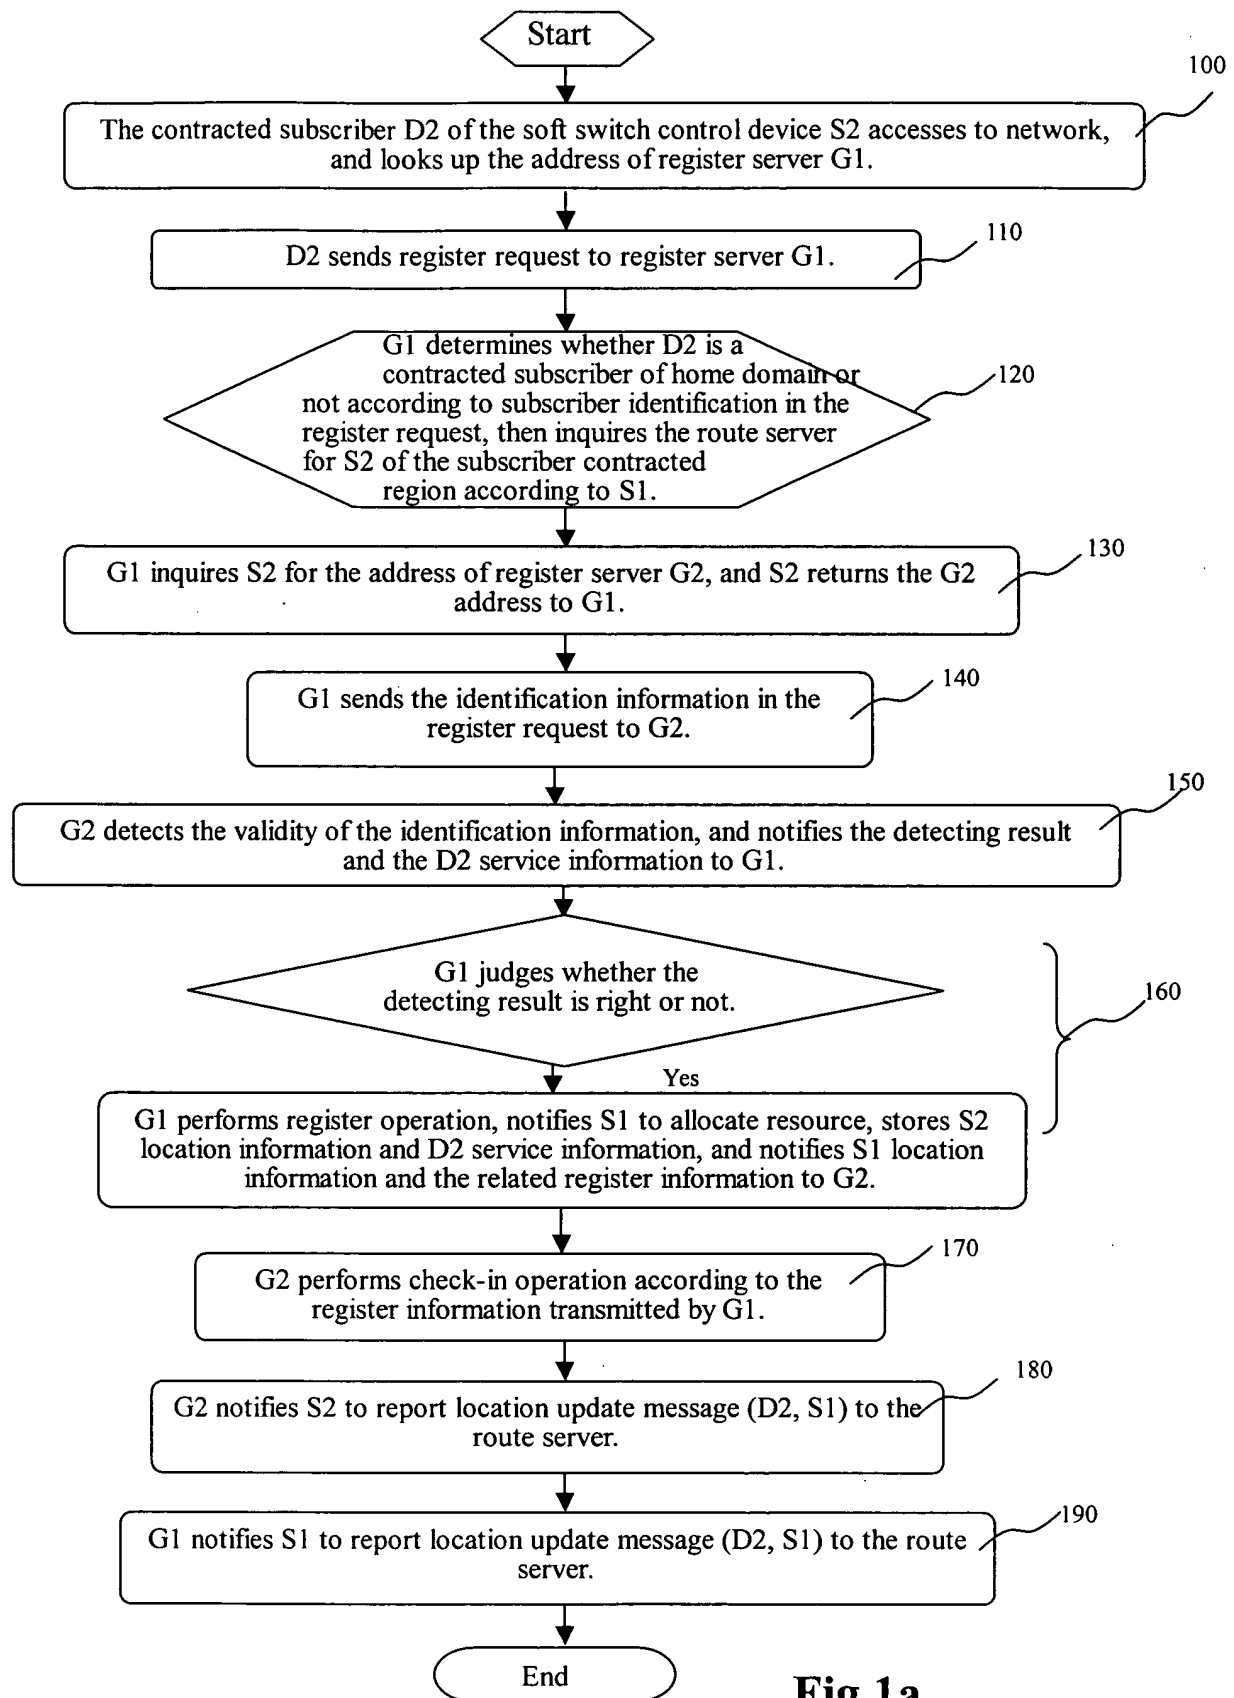 Start
100
The contracted subscriber D2 of the soft switch control device S2 accesses to network,
and looks up the address of register server G1.
110
D2 sends register request to register server G1.
G1 determines whether D2 is a
contracted subscriber of home domain or
120
not according to subscriber identification in the
register request, then inquires the route server
for S2 of the subscriber contracted
region according to S1.
130
G1 inquires S2 for the address of register server G2, and S2 returns the G2
address to G1.
140
G1 sends the identification information in the
register request to G2.
150
G2 detects the validity of the identification information, and notifies the detecting result
and the D2 service information to G1.
G1 judges whether the
detecting result is right or not.
160
Yes
G1 performs register operation, notifies S1 to allocate resource, stores S2
location information and D2 service information, and notifies S1 location
information and the related register information to G2.
170
G2 performs check-in operation according to the
register information transmitted by G1.
180
G2 notifies S2 to report location update message (D2, S1) to the
route server.
190
G1 notifies S1 to report location update message (D2, S1) to the route
server.
End
Fig.1a